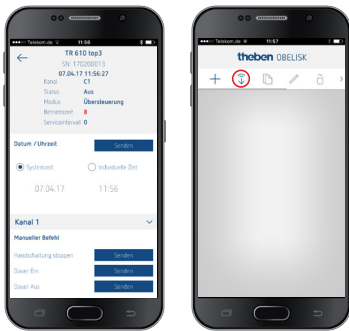 Telekom.de
11:56
TR 610 top3
SN: 170200013
07.04.17 11:56:27
Kanal C1
Status Aus
Modus Übersteuerung
Betriebszeit 8
Serviceintervall 0
Datum / Uhrzeit
Senden
Systemzeit
Individuelle Zeit
07.04.17 11:56
Kanal 1
Manueller Befehl
Handschaltung stoppen Senden
Dauer Ein Senden
Dauer Aus Senden
Telekom.de
11:57
theben OBELISK